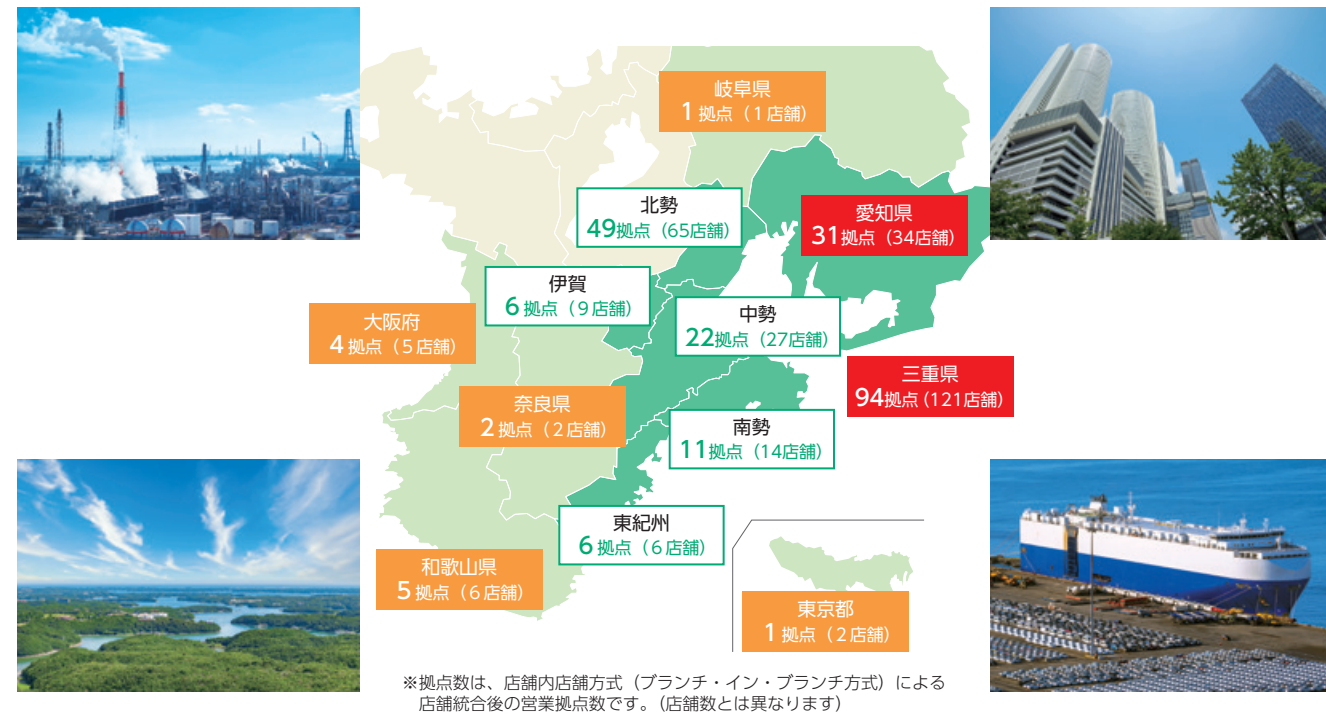 岐阜県
1 拠点（1店舗）
北勢
49拠点（65店舗）
愛知県
31拠点（34店舗）
伊賀
6 拠点（9店舗）
中勢
22拠点（27店舗）
大阪府
4 拠点（5店舗）
三重県
94拠点（121店舗）
奈良県
2 拠点（2店舗）
南勢
11拠点（14店舗）
東紀州
6 拠点（6店舗）
和歌山県
5 拠点（6店舗）
東京都
1 拠点（2店舗）
※拠点数は、店舗内店舗方式（ブランチ・イン・ブランチ方式）による
店舗統合後の営業拠点数です。（店舗数とは異なります）